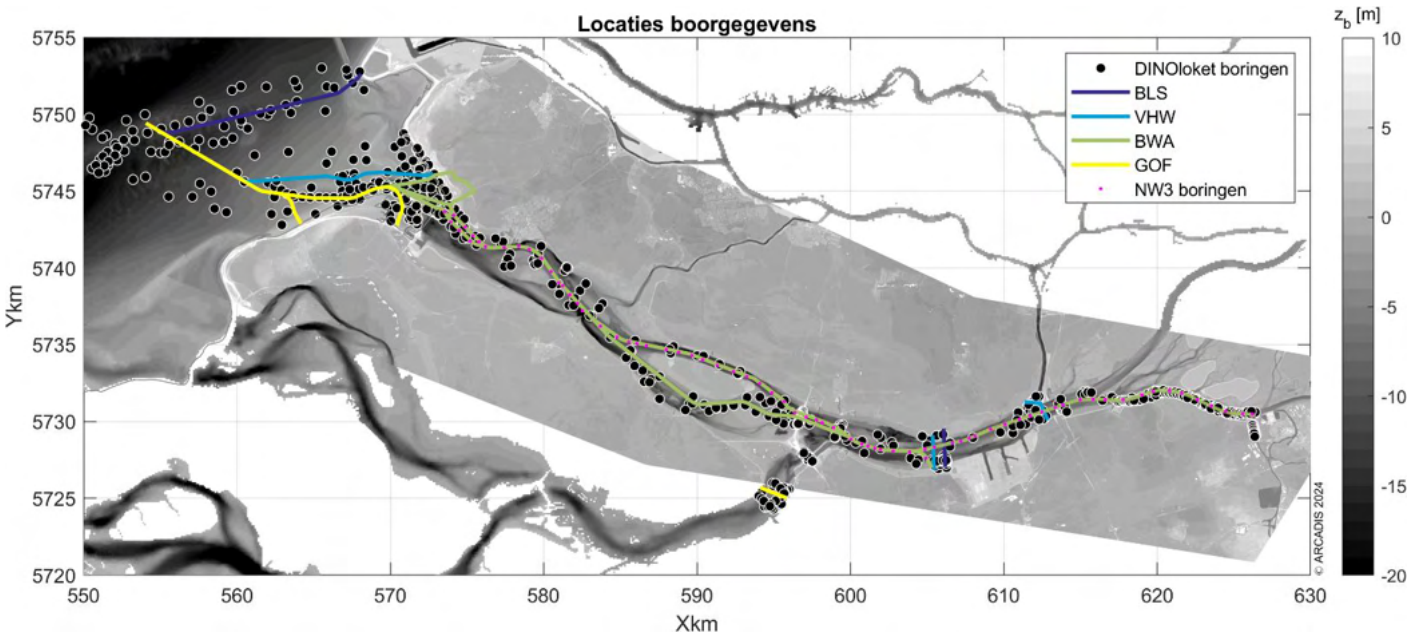 Locaties boorgegevens
z_b [m]
5755
5750
5745
5740
5735
5730
5725
5720
Ykm
550
560
570
580
590
600
610
620
630
Xkm
DINOloket boringen
BLS
VHW
BWA
GOF
NW3 boringen
10
5
0
-5
-10
-15
-20
© ARCADIS 2024